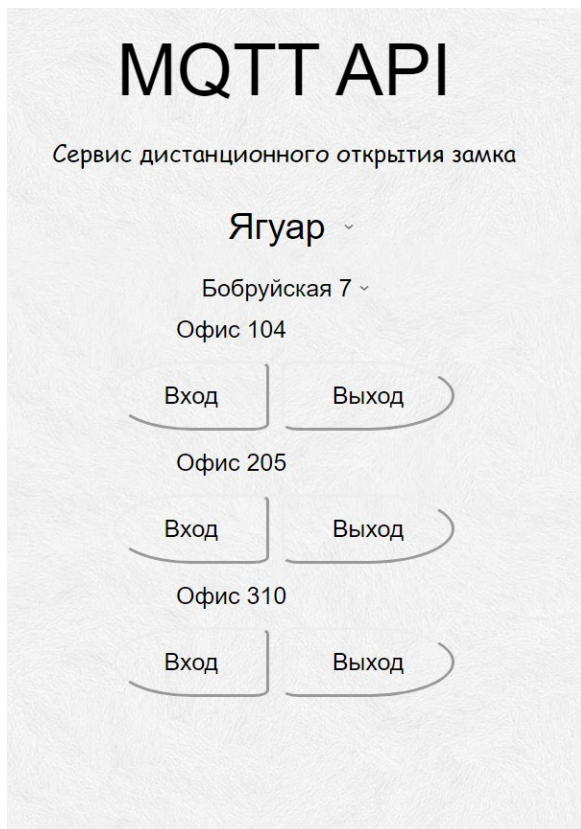 MQTT API
Сервис дистанционного открытия замка
Ягуар
Бобруйская 7
Офис 104
Вход Выход
Офис 205
Вход Выход
Офис 310
Вход Выход